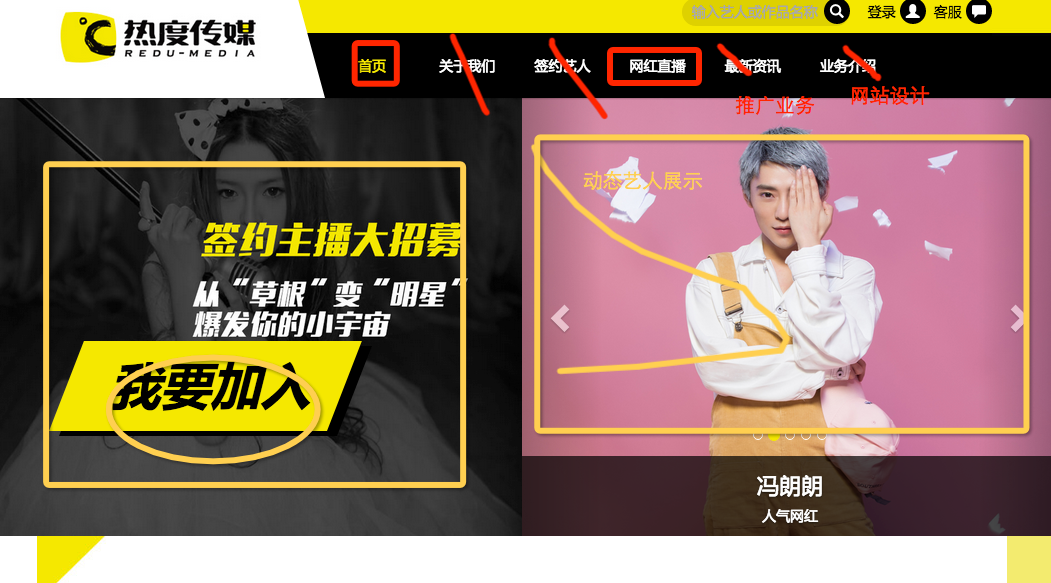 热度传媒
REDU-MEDIA
输入艺人或作品名称
登录
客服
首页
关于我们
签约艺人
网红直播
最新资讯
业务介绍
推广业务
网站设计
动态艺人展示
签约主播大招募
从“草根”变“明星”
爆发你的小宇宙
我要加入
冯朗朗
人气网红